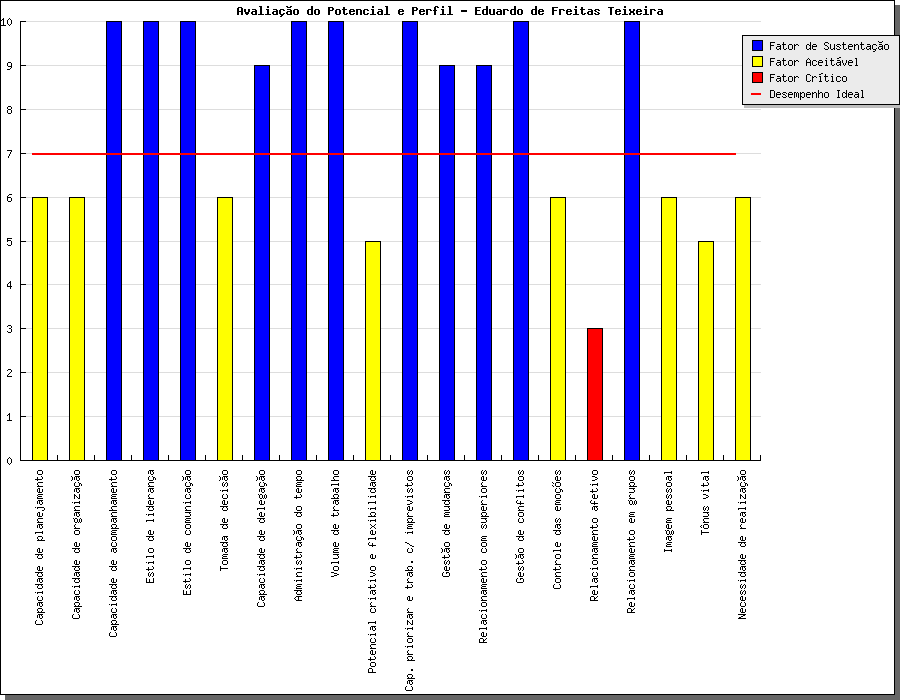 Avaliação do Potencial e Perfil - Eduardo de Freitas Teixeira
Fator de Sustentação
Fator Aceitável
Fator Crítico
Desempenho Ideal
10
9
8
7
6
5
4
3
2
1
0
Capacidade de planejamento
Capacidade de organização
Capacidade de acompanhamento
Estilo de liderança
Estilo de comunicação
Tomada de decisão
Capacidade de delegação
Administração do tempo
Volume de trabalho
Potencial criativo e flexibilidade
Cap. priorizar e trab. c/ imprevistos
Gestão de mudanças
Relacionamento com superiores
Gestão de conflitos
Controle das emoções
Relacionamento afetivo
Relacionamento em grupos
Imagem pessoal
Tônus vital
Necessidade de realização